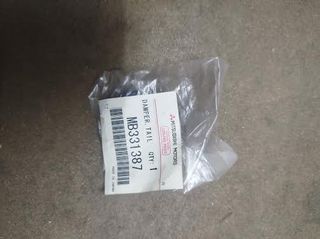 MITSUBISHI MOTORS
DAMPER, TAIL
QTY: 1
MB331387